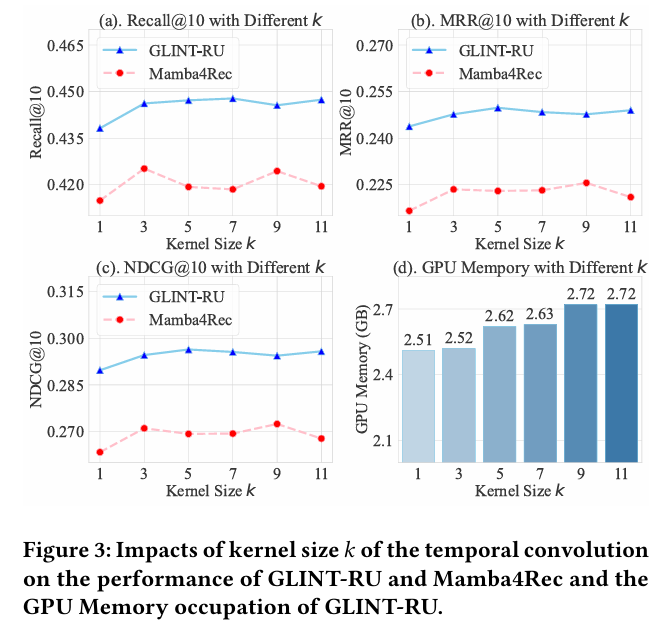 (a). Recall@10 with Different k
0.465
0.450
0.435
0.420
Recall@10
GLINT-RU
Mamba4Rec
1 3 5 7 9 11
Kernel Size k
(b). MRR@10 with Different k
0.270
0.255
0.240
0.225
MRR@10
GLINT-RU
Mamba4Rec
1 3 5 7 9 11
Kernel Size k
(c). NDCG@10 with Different k
0.315
0.300
0.285
0.270
NDCG@10
GLINT-RU
Mamba4Rec
1 3 5 7 9 11
Kernel Size k
(d). GPU Mempory with Different k
2.7
2.4
2.1
GPU Memory (GB)
2.51 2.52 2.62 2.63 2.72 2.72
1 3 5 7 9 11
Kernel Size k
Figure 3: Impacts of kernel size k of the temporal convolution
on the performance of GLINT-RU and Mamba4Rec and the
GPU Memory occupation of GLINT-RU.